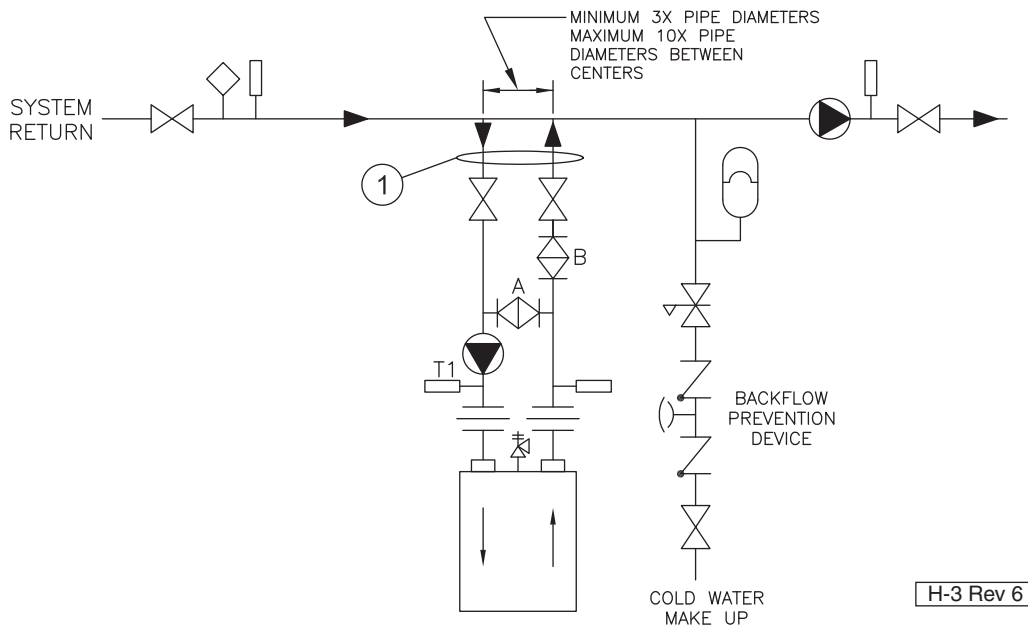 MINIMUM 3X PIPE DIAMETERS
MAXIMUM 10X PIPE
DIAMETERS BETWEEN
CENTERS
SYSTEM
RETURN
1
B
A
T1
BACKFLOW
PREVENTION
DEVICE
COLD WATER
MAKE UP
H-3 Rev 6